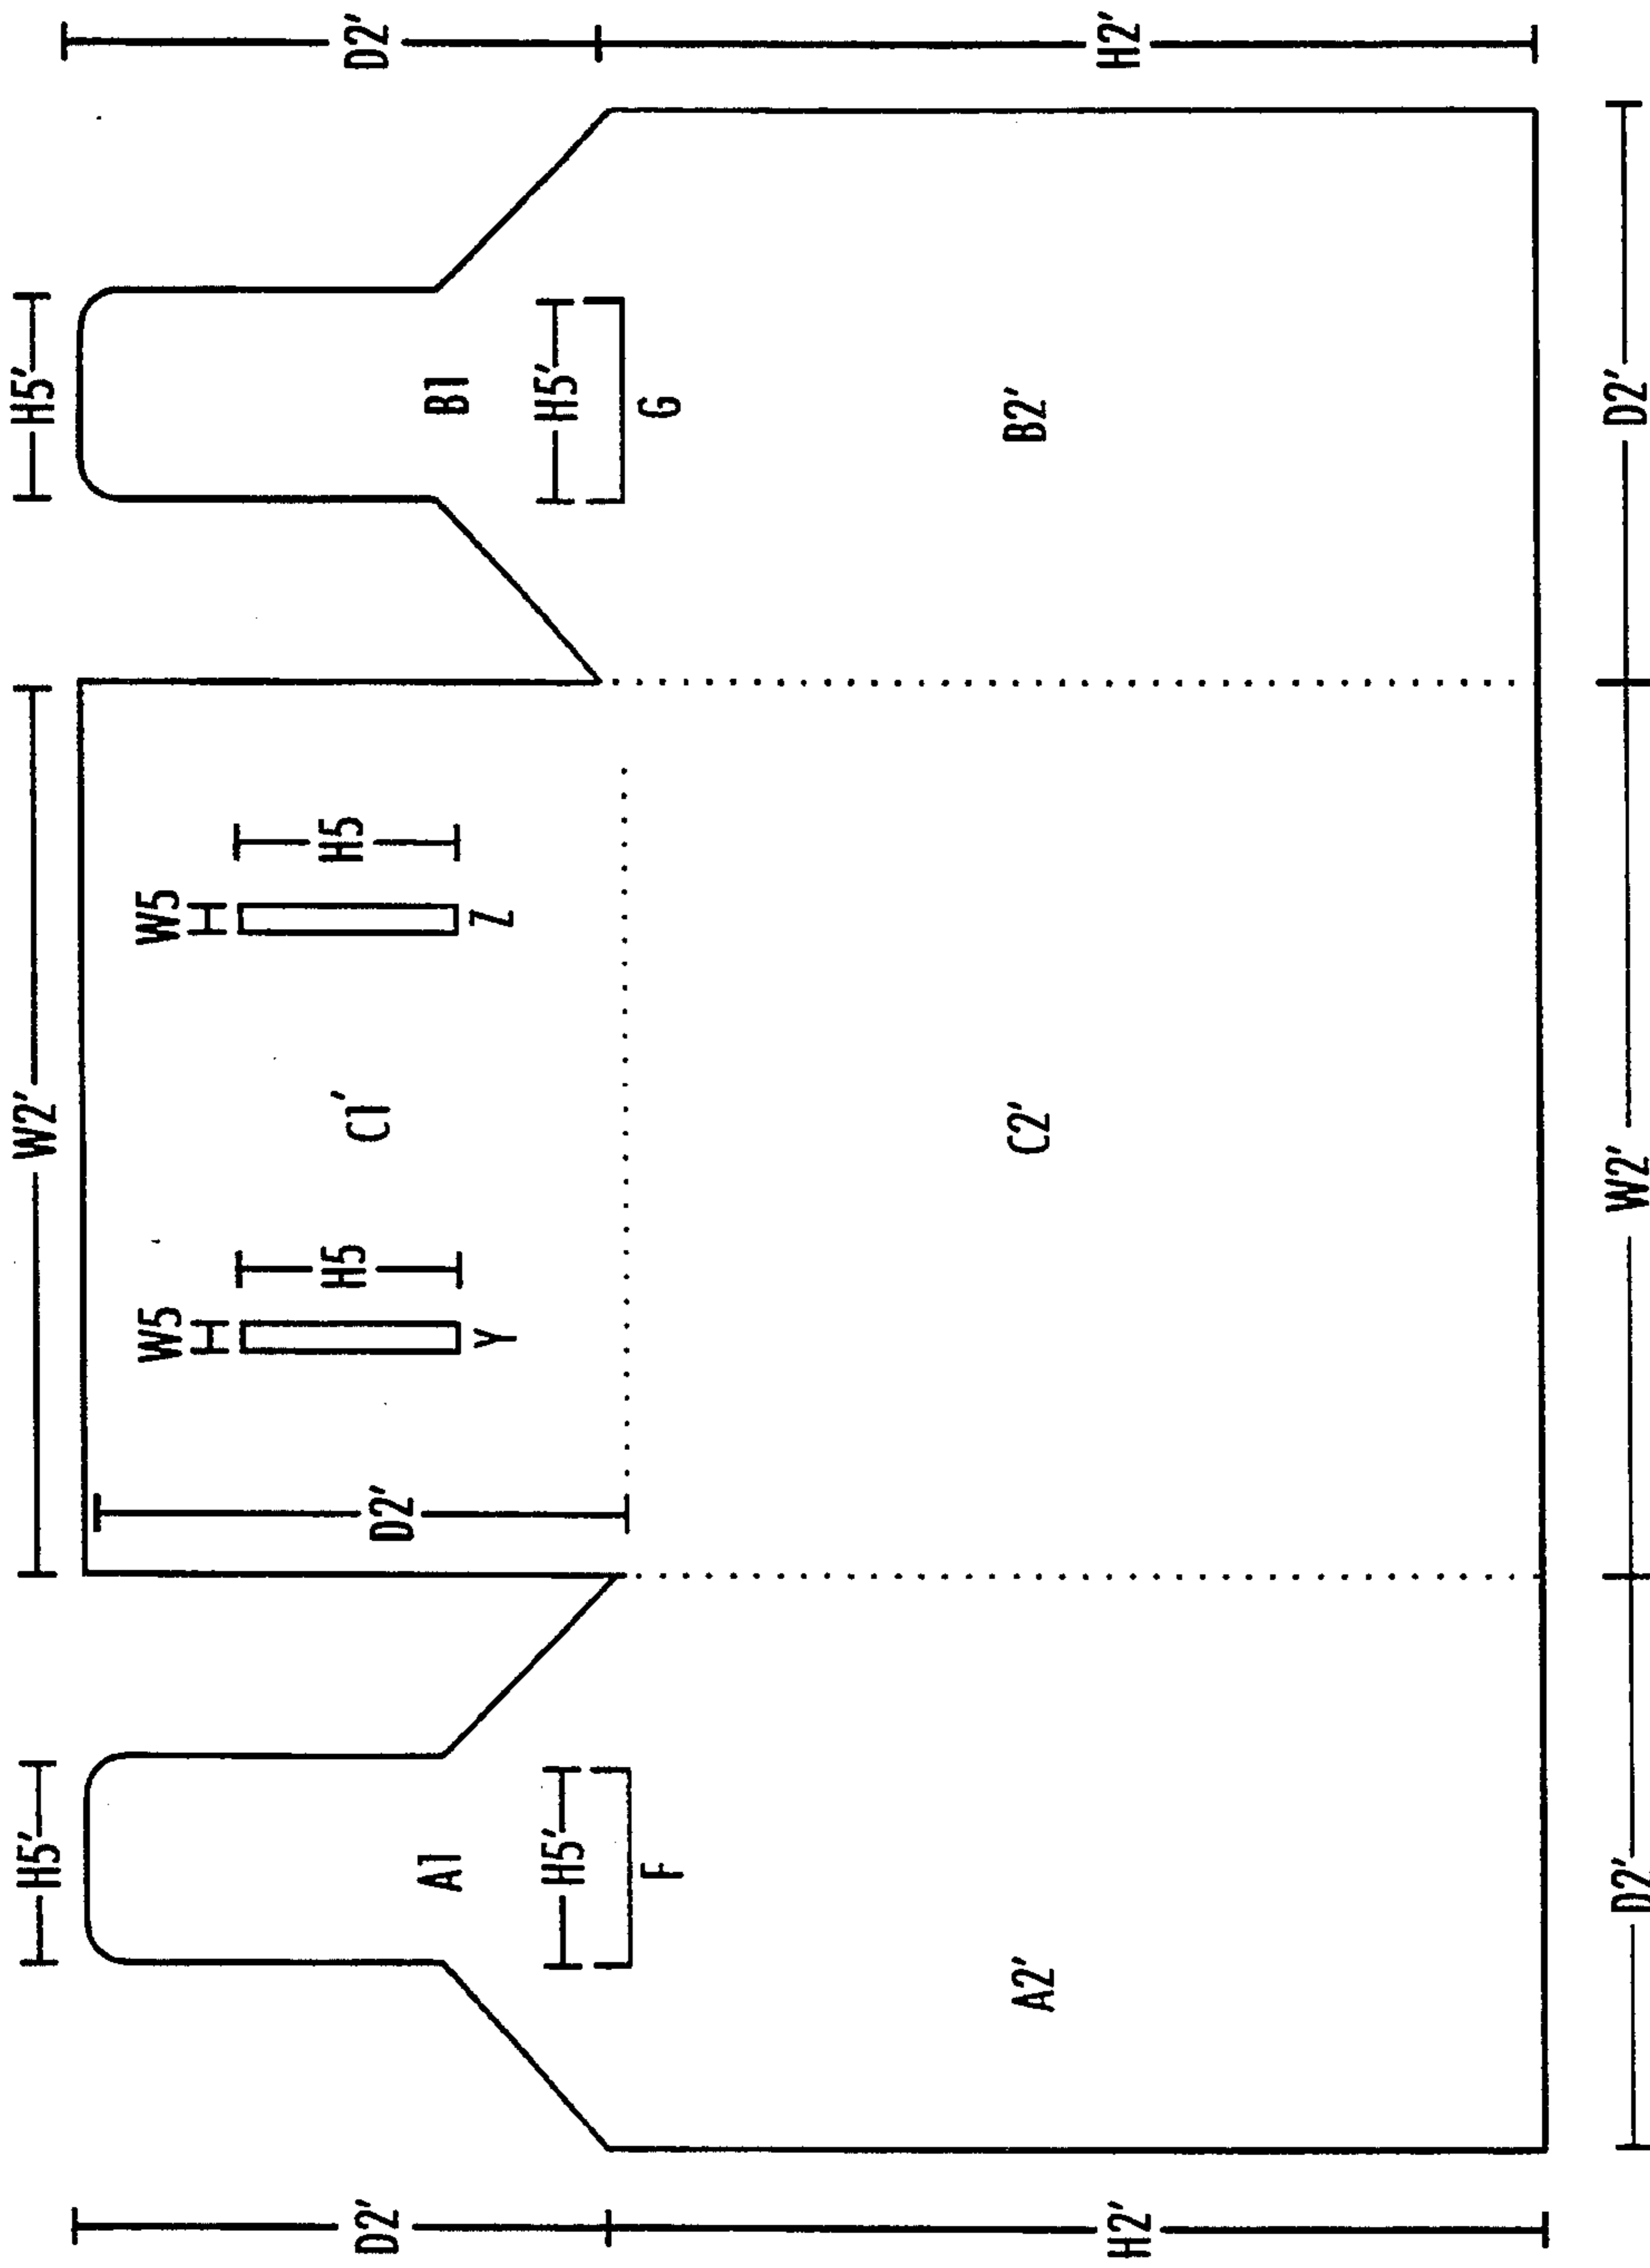 H5' W2' H5'
W5 W5
D2' D2' H5 C1' H5 D2'
A1 Y Z B1
H5' H5'
F G
A2' C2' B2'
H2' H2'
D2' W2' D2'